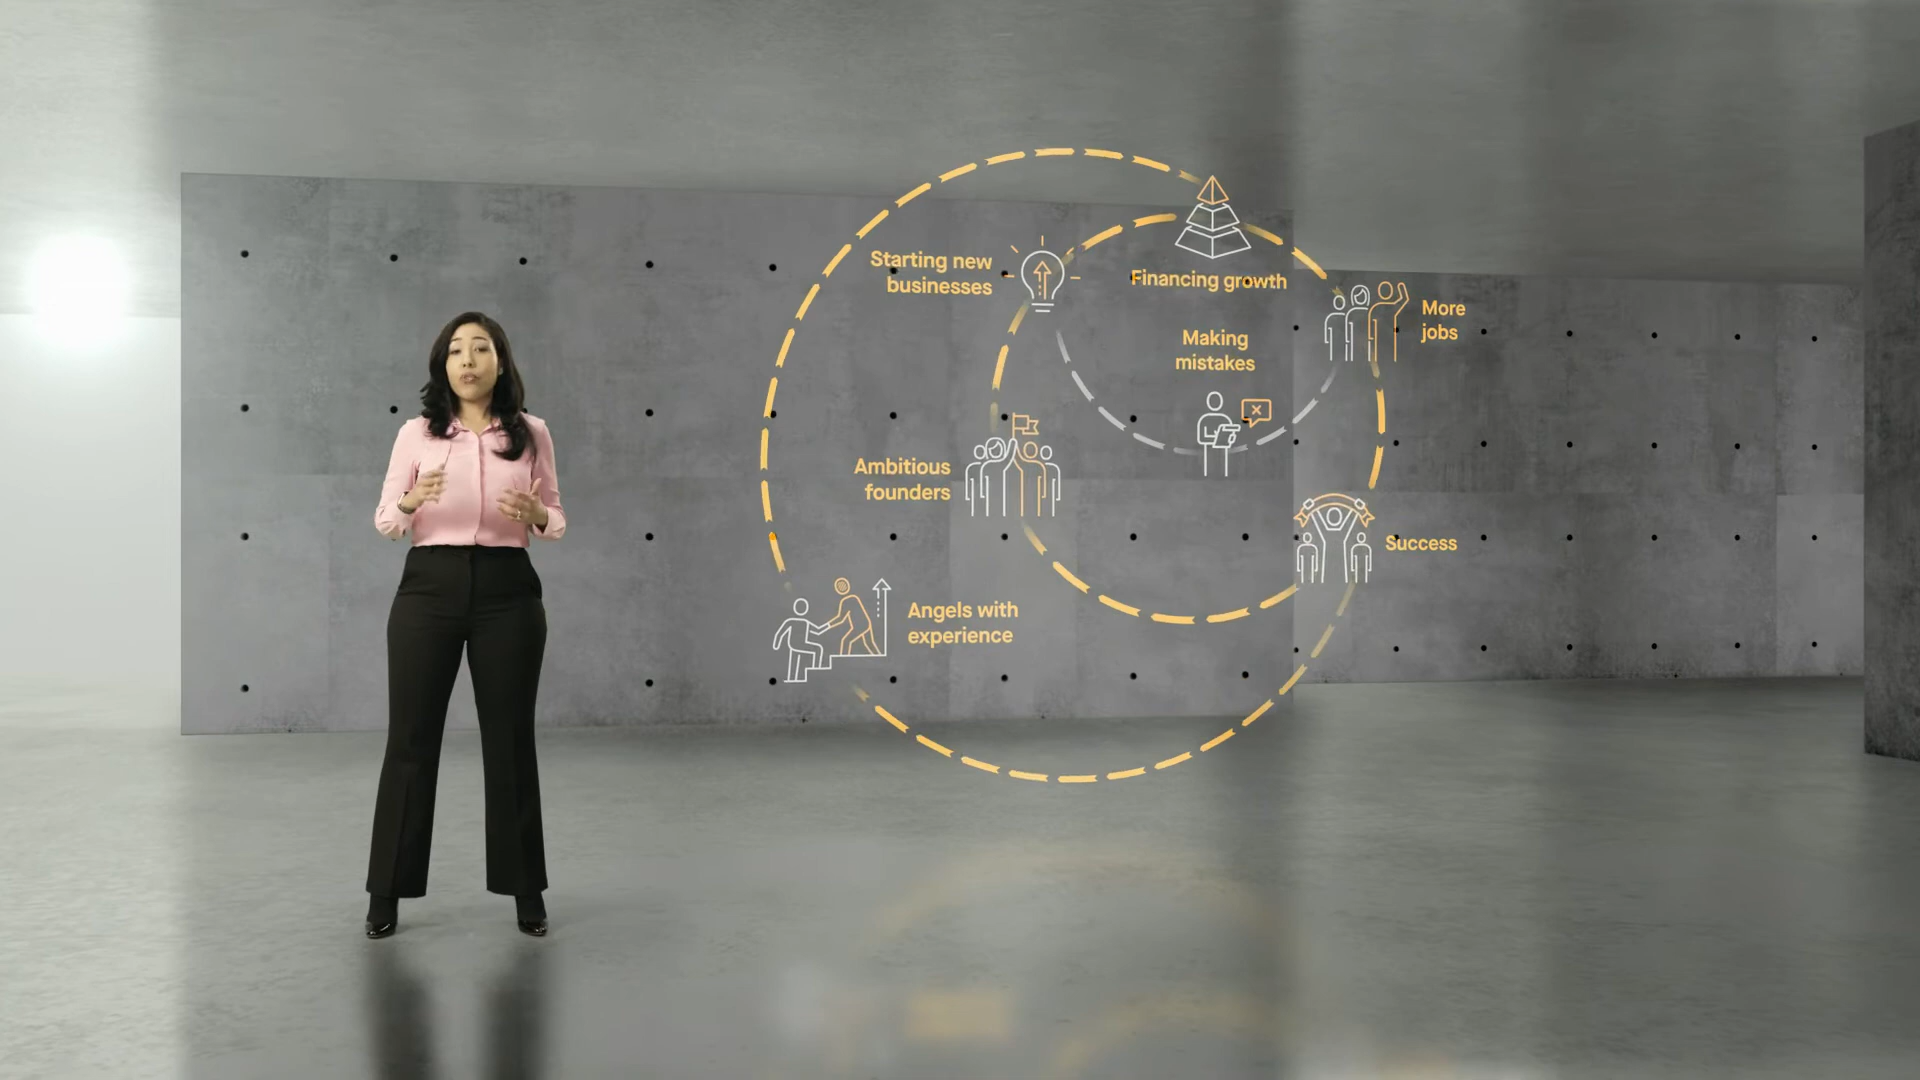 Starting new
businesses
Financing growth
More
jobs
Making
mistakes
Ambitious
founders
Success
Angels with
experience